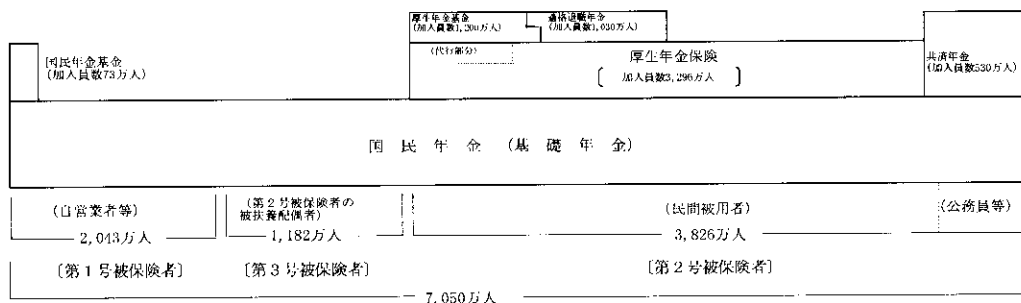 厚生年金基金
(加入員数1,200万人)
適格退職年金
(加入員数1,030万人)
国民年金基金
(加入員数73万人)
(代行部分)
厚生年金保険
〔 加入員数3,296万人 〕
共済年金
(加入員数530万人)
国 民 年 金 (基 礎 年 金)
(自営業者等)
(第2号被保険者の
被扶養配偶者)
(民間被用者)
(公務員等)
2,043万人
1,182万人
3,826万人
〔第1号被保険者〕
〔第3号被保険者〕
〔第2号被保険者〕
7,050万人